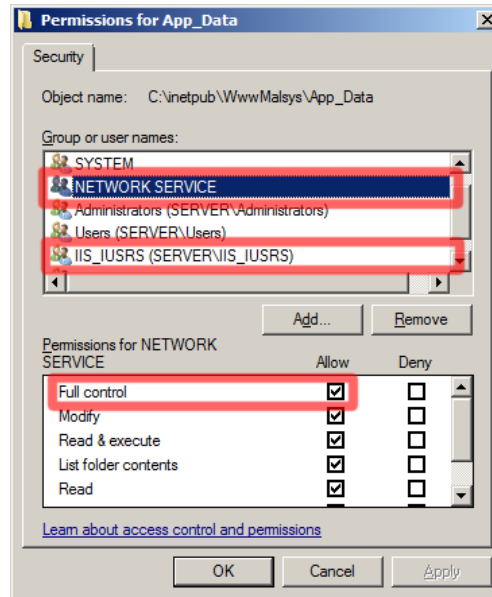 Permissions for App_Data
Security
Object name: C:\inetpub\WwwMalsys\App_Data
Group or user names:
SYSTEM
NETWORK SERVICE
Administrators (SERVER\Administrators)
Users (SERVER\Users)
IIS_IUSRS (SERVER\IIS_IUSRS)
Add... Remove
Permissions for NETWORK
SERVICE Allow Deny
Full control
Modify
Read & execute
List folder contents
Read
Learn about access control and permissions
OK Cancel Apply